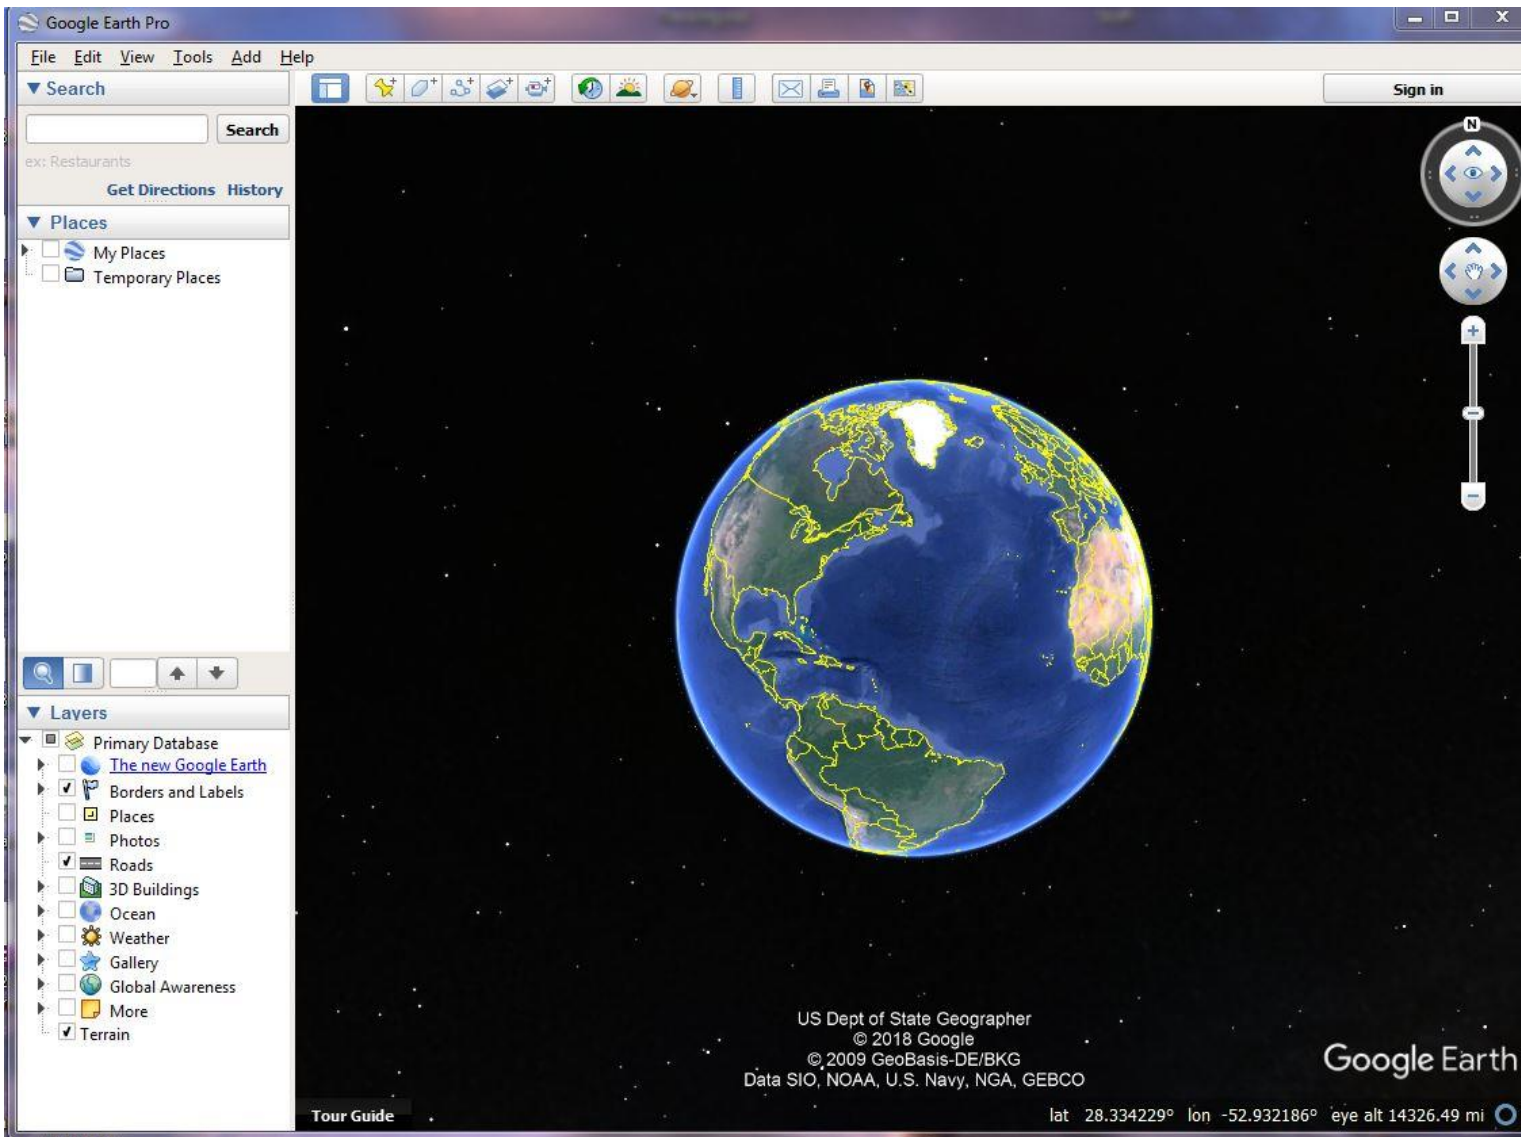 Google Earth Pro
File Edit View Tools Add Help
Search
Sign in
Search
ex: Restaurants
Get Directions History
Places
My Places
Temporary Places
Layers
Primary Database
The new Google Earth
Borders and Labels
Places
Photos
Roads
3D Buildings
Ocean
Weather
Gallery
Global Awareness
More
Terrain
N
US Dept of State Geographer
© 2018 Google
© 2009 GeoBasis-DE/BKG
Data SIO, NOAA, U.S. Navy, NGA, GEBCO
Google Earth
Tour Guide
lat 28.334229° lon -52.932186° eye alt 14326.49 mi